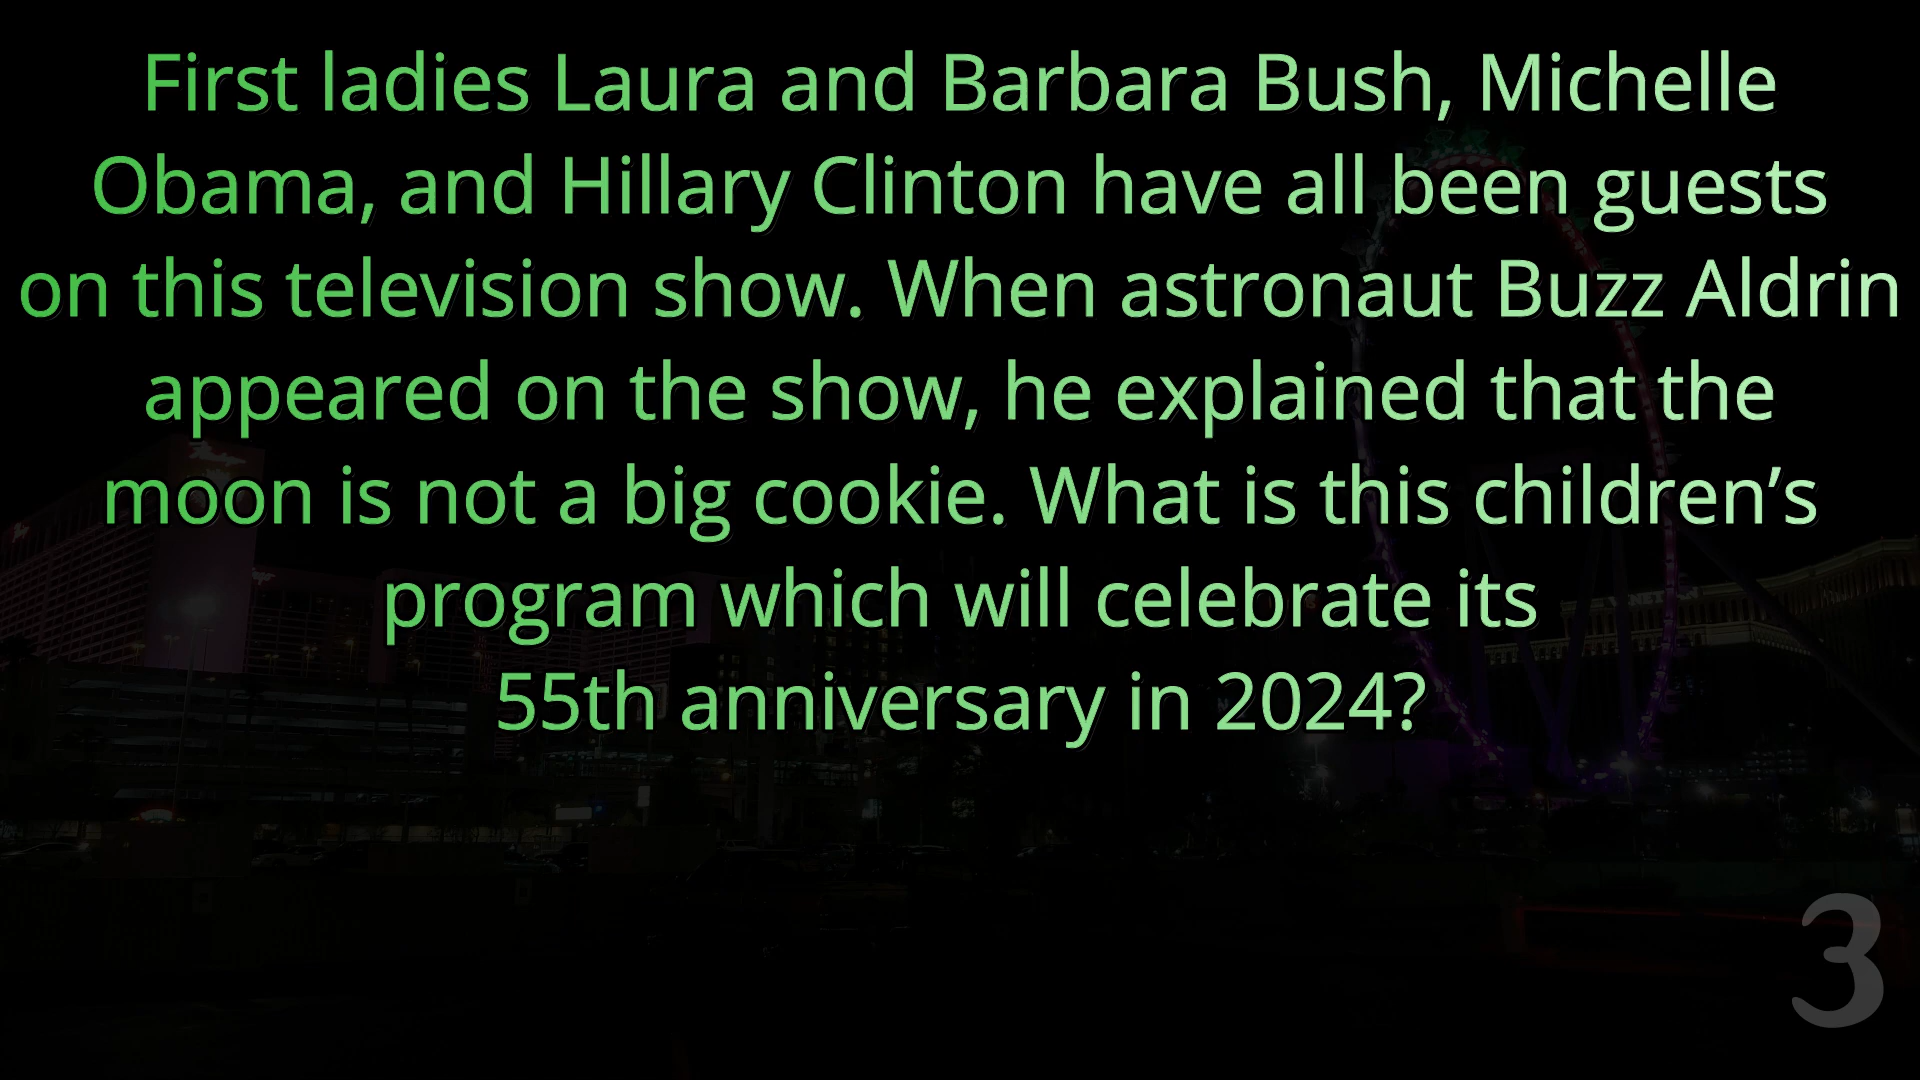 First ladies Laura and Barbara Bush, Michelle
Obama, and Hillary Clinton have all been guests
on this television show. When astronaut Buzz Aldrin
appeared on the show, he explained that the
moon is not a big cookie. What is this children’s
program which will celebrate its
55th anniversary in 2024?
3